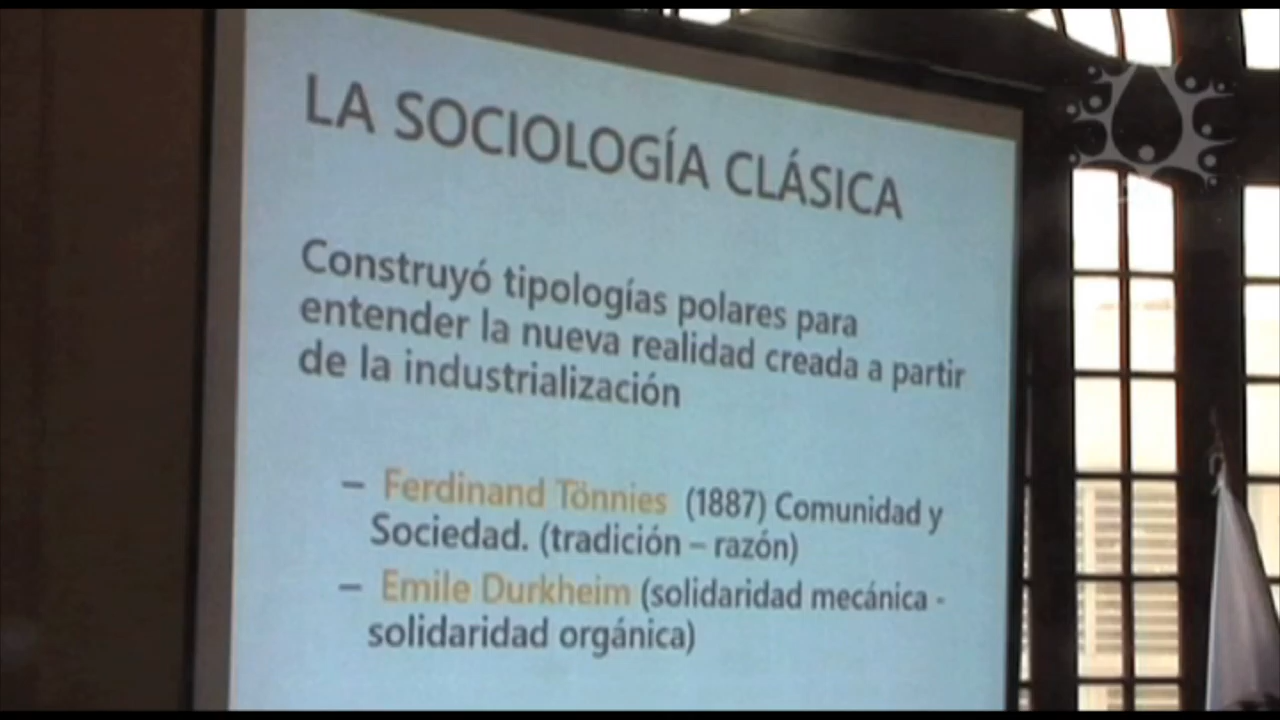 LA SOCIOLOGÍA CLÁSICA
Construyó tipologías polares para
entender la nueva realidad creada a partir
de la industrialización
– Ferdinand Tönnies (1887) Comunidad y
Sociedad. (tradición – razón)
– Emile Durkheim (solidaridad mecánica -
solidaridad orgánica)